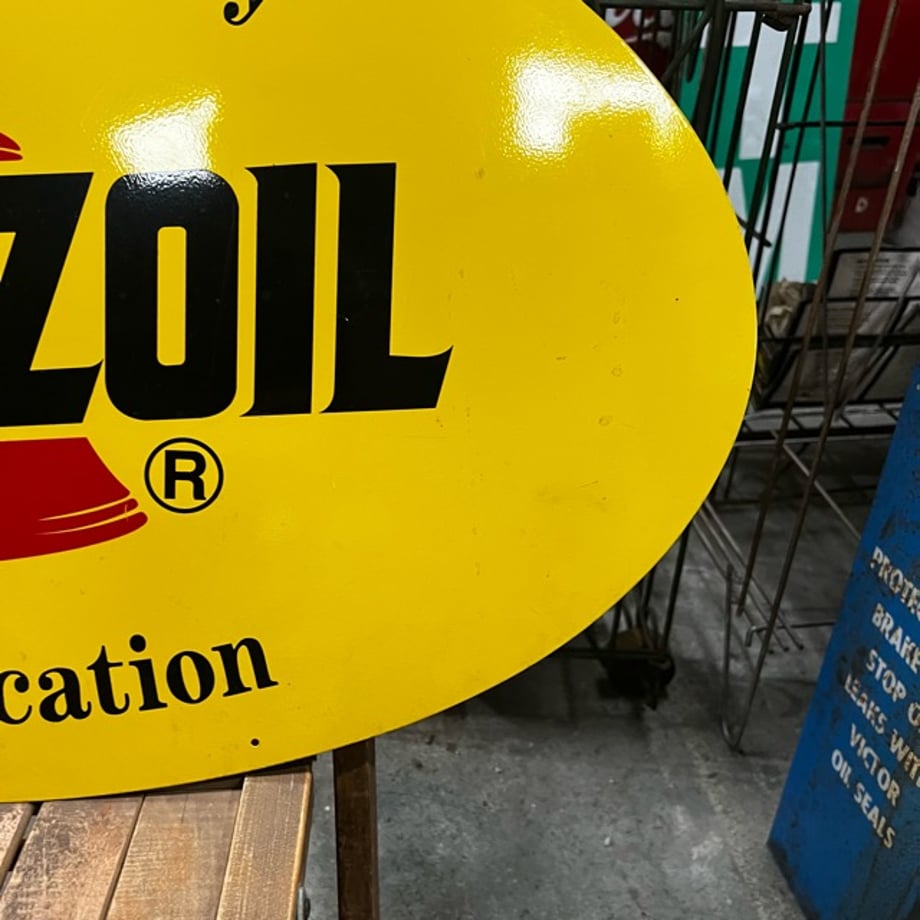 y
ZOIL
®
cation
PROTE
BRAKE
STOP
LEAKS WIT
VICTOR
OIL SEALS